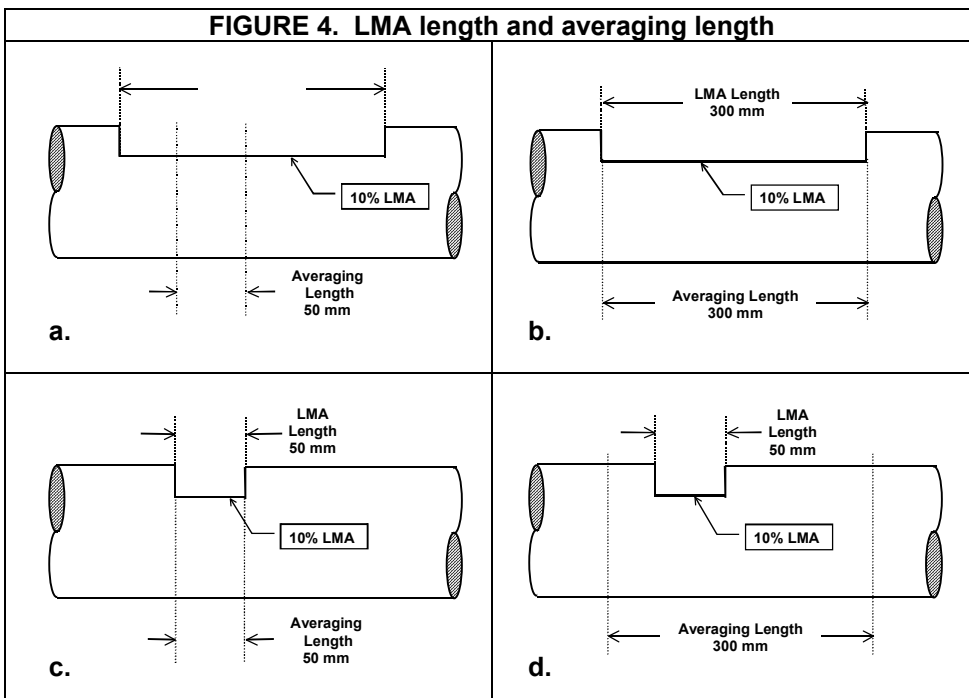 FIGURE 4. LMA length and averaging length
10% LMA
Averaging
Length
50 mm
a.
LMA Length
300 mm
10% LMA
Averaging Length
300 mm
b.
LMA
Length
50 mm
10% LMA
Averaging
Length
50 mm
c.
LMA
Length
50 mm
10% LMA
Averaging Length
300 mm
d.